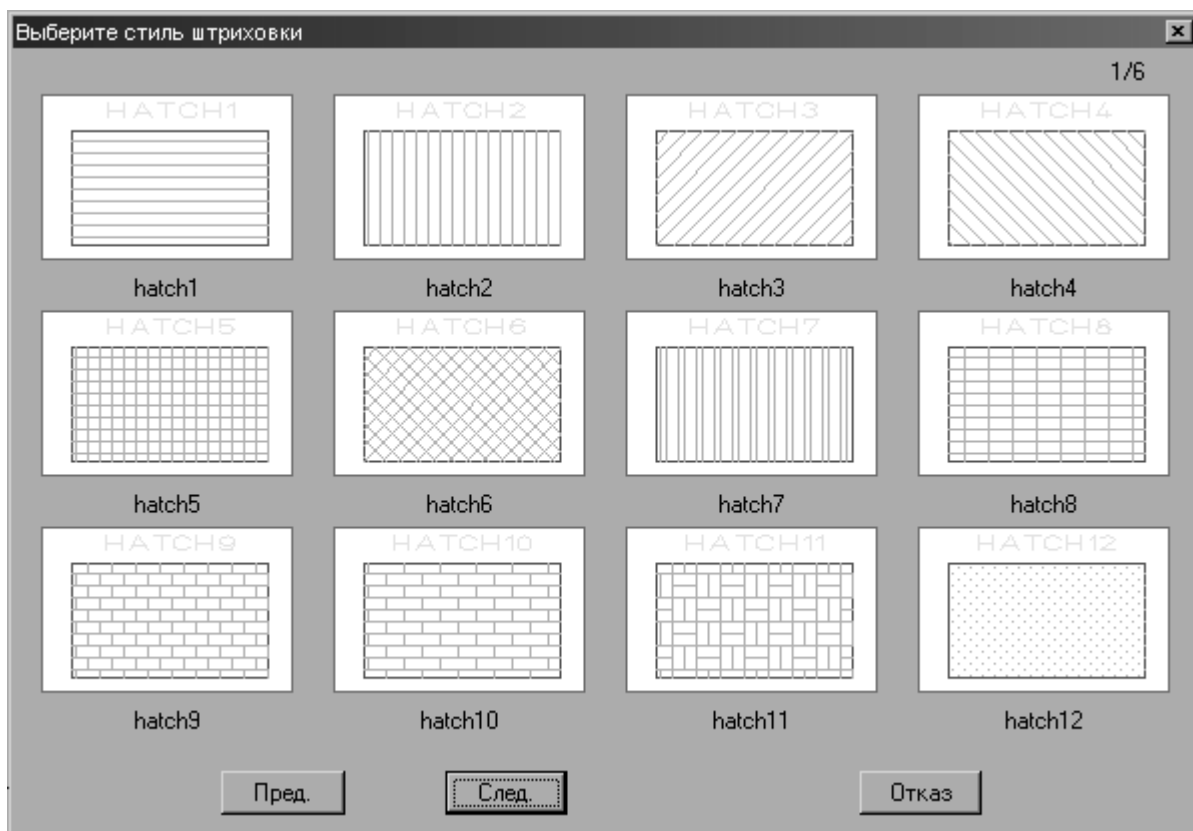 Выберите стиль штриховки
1/6
HATCH1 HATCH2 HATCH3 HATCH4
hatch1 hatch2 hatch3 hatch4
HATCH5 HATCH6 HATCH7 HATCH8
hatch5 hatch6 hatch7 hatch8
HATCH9 HATCH10 HATCH11 HATCH12
hatch9 hatch10 hatch11 hatch12
Пред. След. Отказ